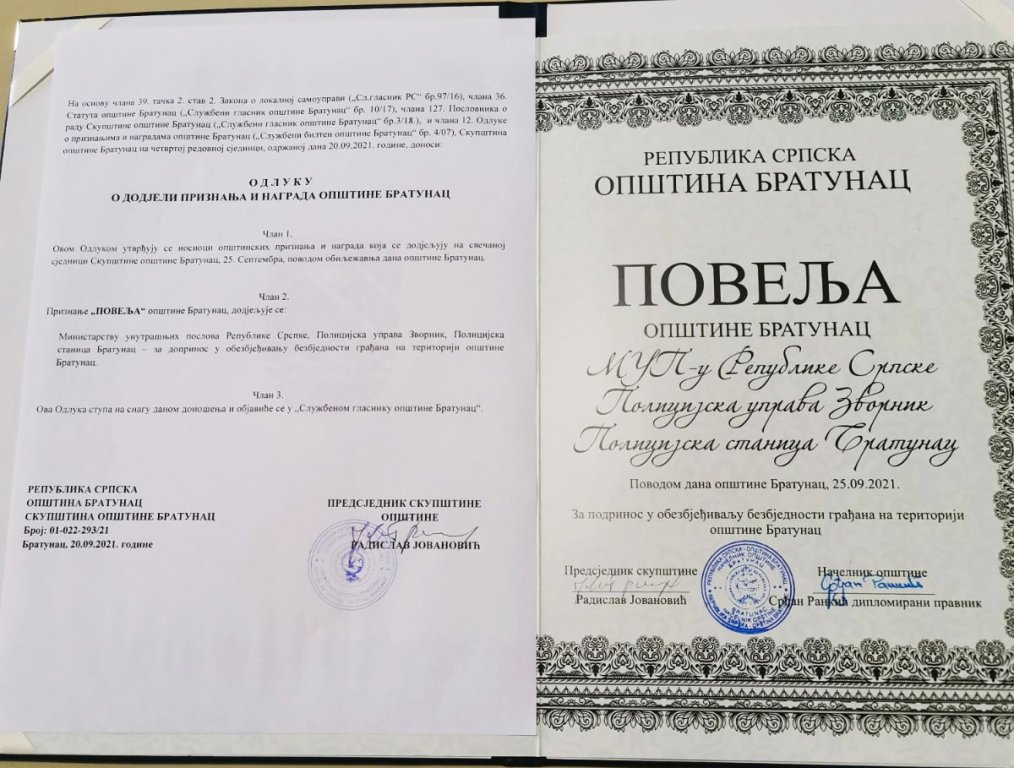 На основу члана 39. тачка 2. став 2. Закона о локалној самоуправи („Сл.гласник РС“ бр.97/16), члана 36.
Статута општине Братунац („Службени гласник општине Братунац“ бр. 10/17), члана 127. Пословника о
раду Скупштине општине Братунац („Службени гласник општине Братунац“ бр.3/18.), и члана 12. Одлуке
о признањима и наградама општине Братунац („Службени билтен општине Братунац“ бр. 4/07), Скупштина
општине Братунац на четвртој редовној сједници, одржаној дана 20.09.2021. године, доноси:
О Д Л У К У
О ДОДЈЕЛИ ПРИЗНАЊА И НАГРАДА ОПШТИНЕ БРАТУНАЦ
Члан 1.
Овом Одлуком утврђују се носиоци општинских признања и награда која се додјељују на свечаној
сједници Скупштине општине Братунац, 25. Септембра, поводом обиљежавња дана општине Братунац.
Члан 2.
Признање „ПОВЕЉА“ општине Братунац, додјељује се:
Министарству унутрашњих послова Републике Српске, Полицијска управа Зворник, Полицијска
станица Братунац – за допринос у обезбјеђивању безбједности грађана на територији општине
Братунац.
Члан 3.
Ова Одлука ступа на снагу даном доношења и објавиће се у „Службеном гласнику општине Братунац“.
РЕПУБЛИКА СРПСКА
ОПШТИНА БРАТУНАЦ
СКУПШТИНА ОПШТИНЕ БРАТУНАЦ
Број: 01-022-293/21
Братунац, 20.09.2021. године
ПРЕДСЈЕДНИК СКУПШТИНЕ
ОПШТИНЕ
РАДИСЛАВ ЈОВАНОВИЋ
РЕПУБЛИКА СРПСКА
ОПШТИНА БРАТУНАЦ
ПОВЕЉА
ОПШТИНЕ БРАТУНАЦ
МУП-у Републике Српске
Полицијска управа Зворник
Полицијска станица Братунац
Поводом дана општине Братунац, 25.09.2021.
За подринос у обезбјеђиваљу безбједности грађана на територији
општине Братунац
Предсједник скупштине
Радислав Јовановић
Начелник општине
Срђан Ранкић дипломирани правник